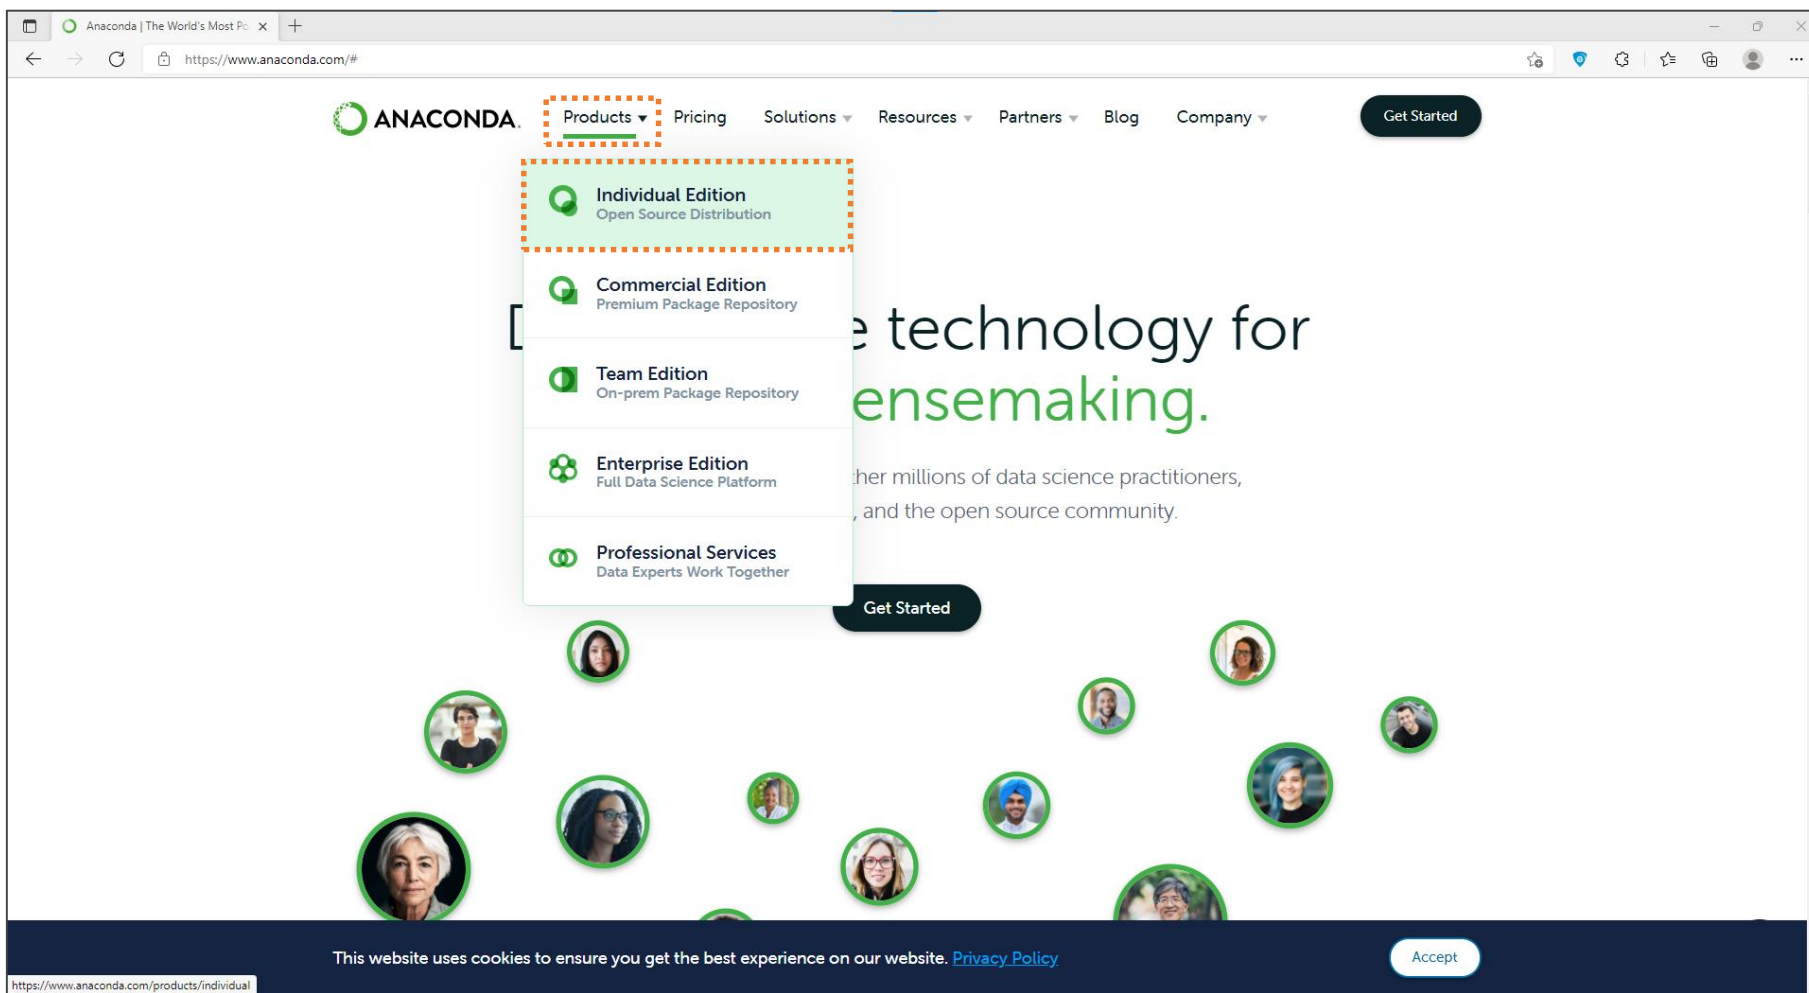 Anaconda | The World's Most Po
https://www.anaconda.com/#
ANACONDA.
Products
Pricing
Solutions
Resources
Partners
Blog
Company
Get Started
Individual Edition
Open Source Distribution
Commercial Edition
Premium Package Repository
Team Edition
On-prem Package Repository
Enterprise Edition
Full Data Science Platform
Professional Services
Data Experts Work Together
technology for
ensemaking.
millions of data science practitioners,
, and the open source community.
Get Started
This website uses cookies to ensure you get the best experience on our website. Privacy Policy
Accept
https://www.anaconda.com/products/individual